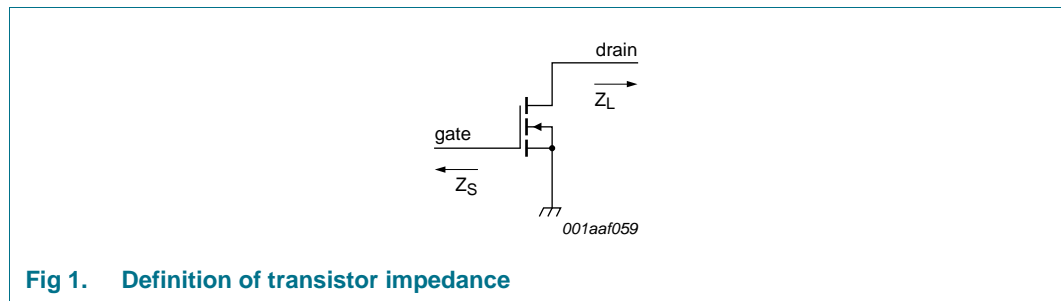 drain
Z_L
gate
Z_S
001aaf059
Fig 1. Definition of transistor impedance